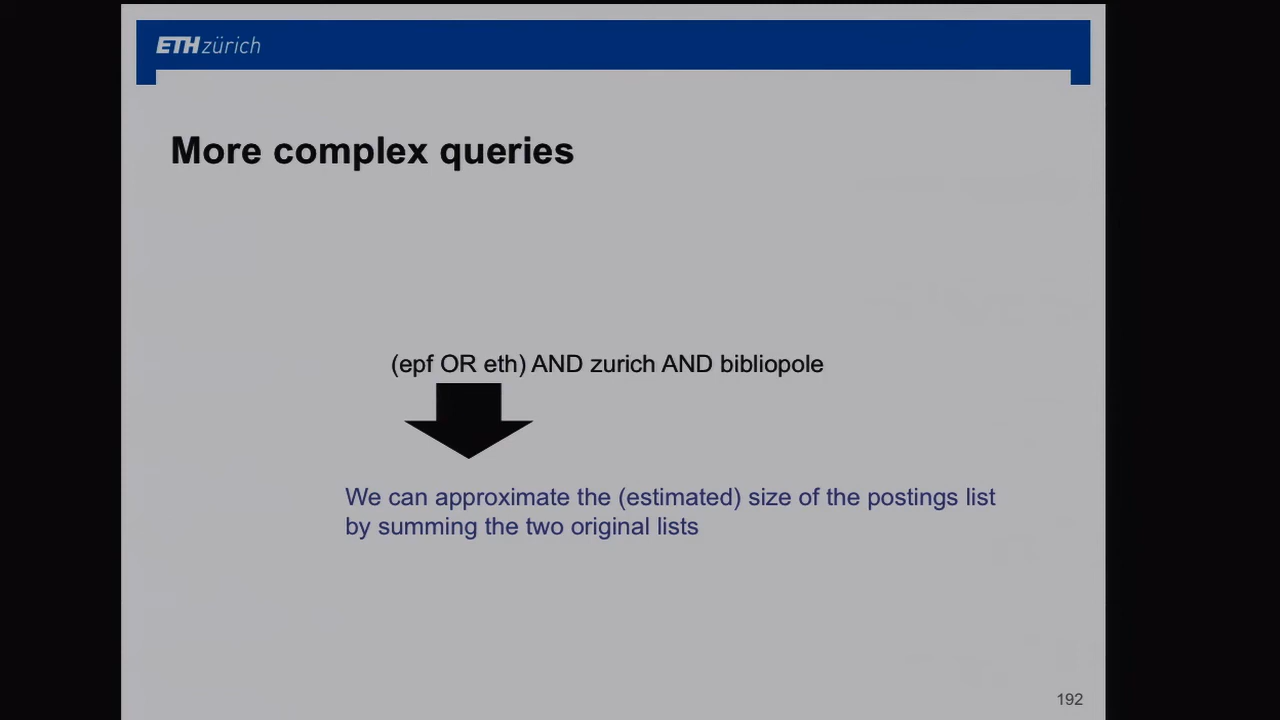 ETH zürich
More complex queries
(epf OR eth) AND zurich AND bibliopole
We can approximate the (estimated) size of the postings list
by summing the two original lists
192